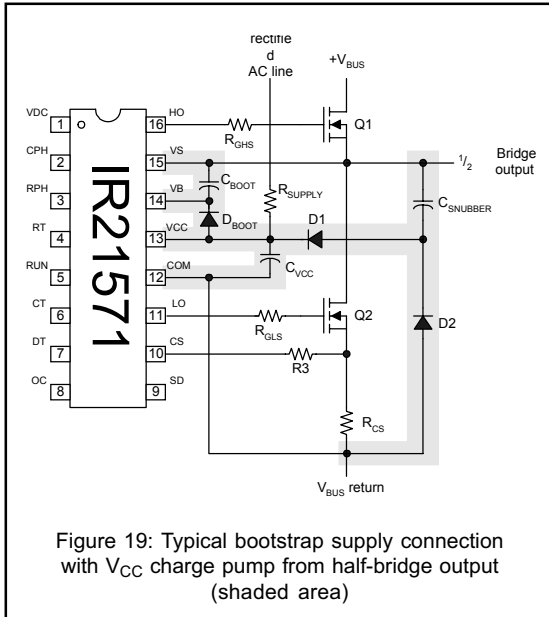 rectifie
d
AC line
+VBUS
VDC
1
16
HO
RGHS
Q1
CPH
2
15
VS
1/2 Bridge
output
CBOOT
RSUPPLY
RPH
3
14
VB
CSNUBBER
DBOOT
D1
RT
4
13
VCC
CVCC
RUN
5
12
COM
IR21571
CT
6
11
LO
RGLS
Q2
D2
DT
7
10
CS
R3
OC
8
9
SD
RCS
VBUS return
Figure 19: Typical bootstrap supply connection
with VCC charge pump from half-bridge output
(shaded area)